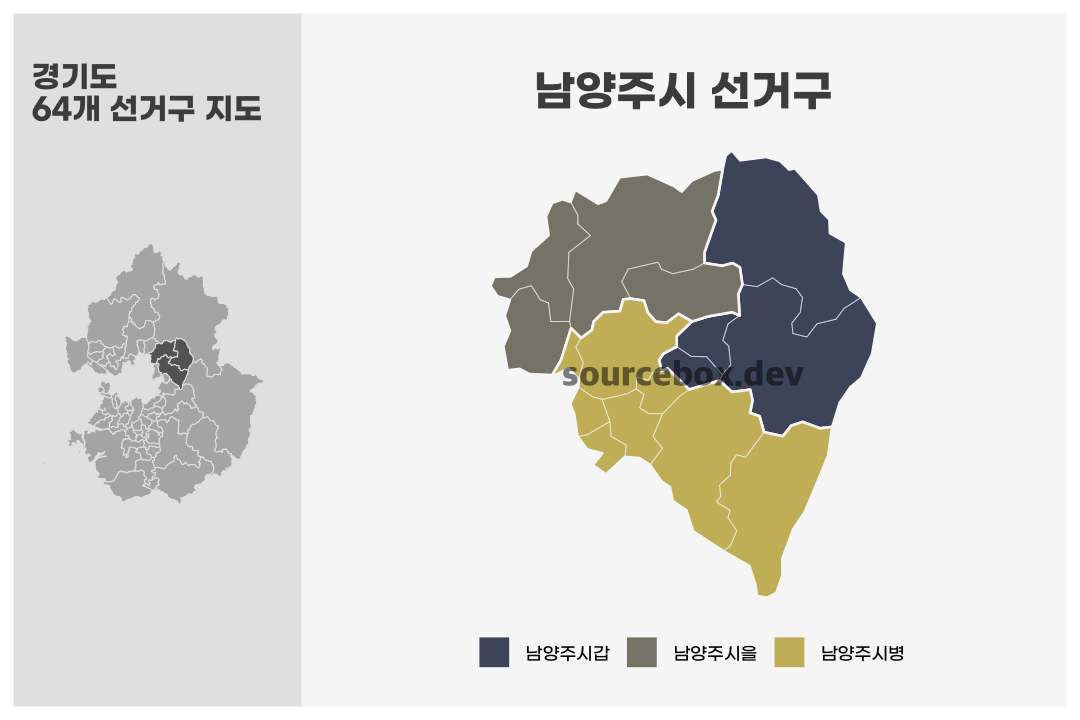 경기도
64개 선거구 지도
남양주시 선거구
sourcebox.dev
남양주시갑
남양주시을
남양주시병